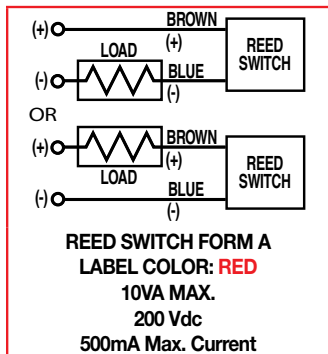 (+) BROWN
(+)
LOAD
REED
SWITCH
(-) BLUE
(-)
OR
(+) BROWN
(+)
LOAD
REED
SWITCH
(-) BLUE
(-)
REED SWITCH FORM A
LABEL COLOR: RED
10VA MAX.
200 Vdc
500mA Max. Current